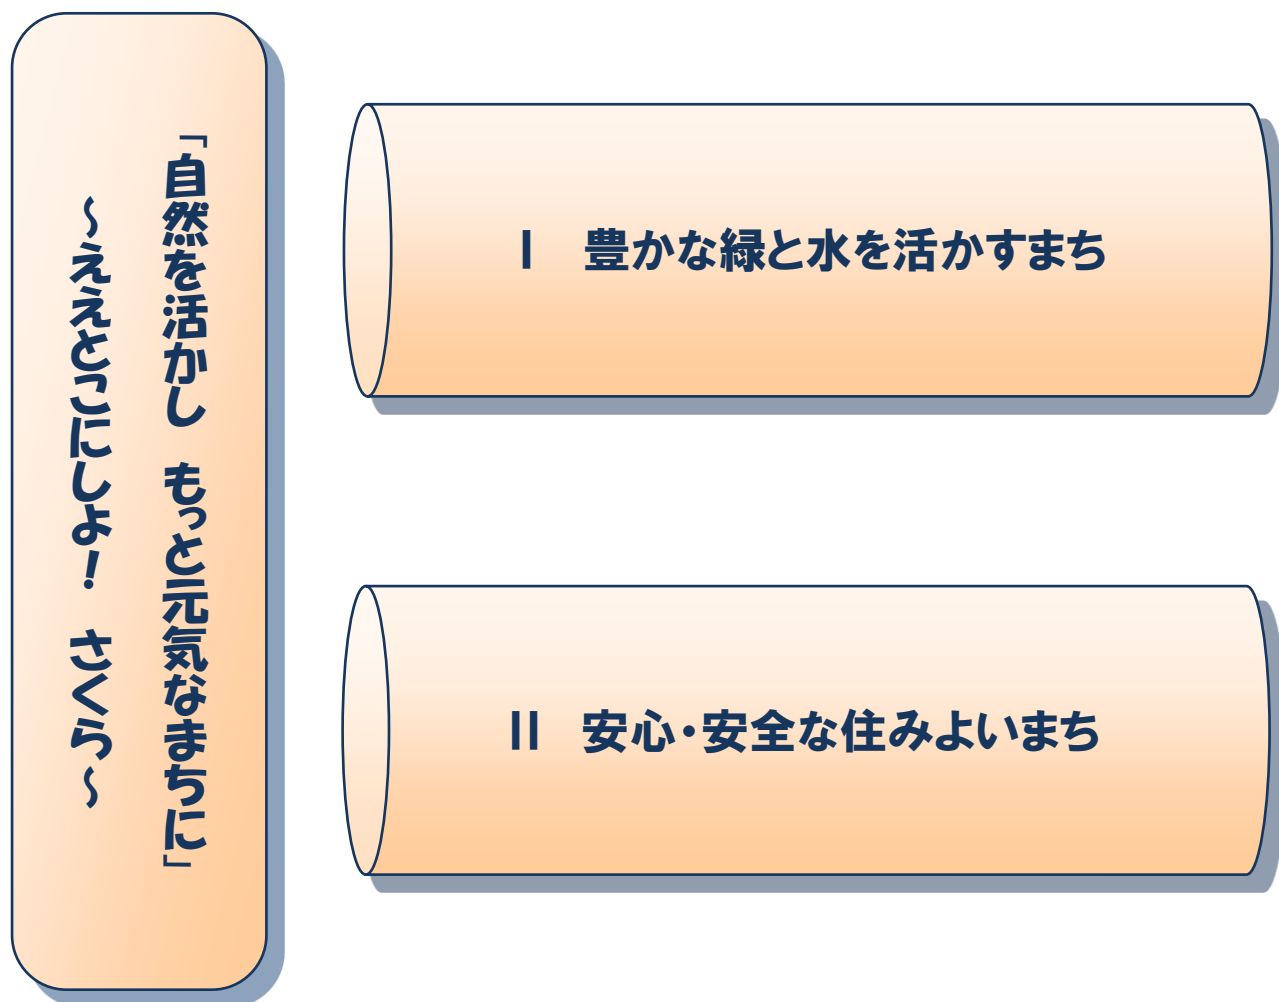 「自然を活かし　もっと元気なまちに」
～ええとこにしよ！　さくら～
Ⅰ　豊かな緑と水を活かすまち
Ⅱ　安心・安全な住みよいまち